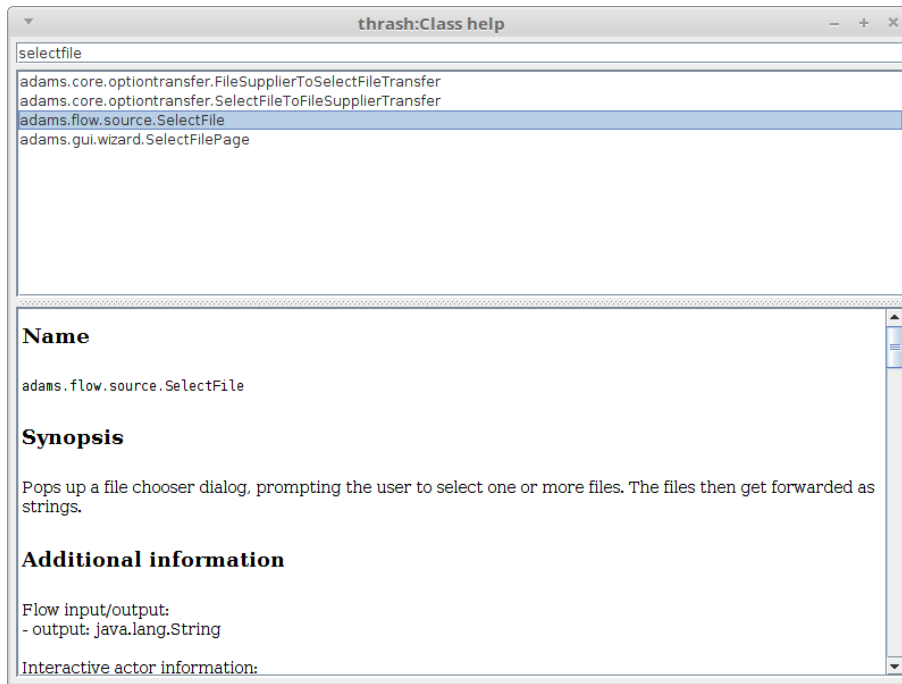 thrash:Class help
selectfile
adams.core.optiontransfer.FileSupplierToSelectFileTransfer
adams.core.optiontransfer.SelectFileToFileSupplierTransfer
adams.flow.source.SelectFile
adams.gui.wizard.SelectFilePage
Name
adams.flow.source.SelectFile
Synopsis
Pops up a file chooser dialog, prompting the user to select one or more files. The files then get forwarded as
strings.
Additional information
Flow input/output:
- output: java.lang.String
Interactive actor information: